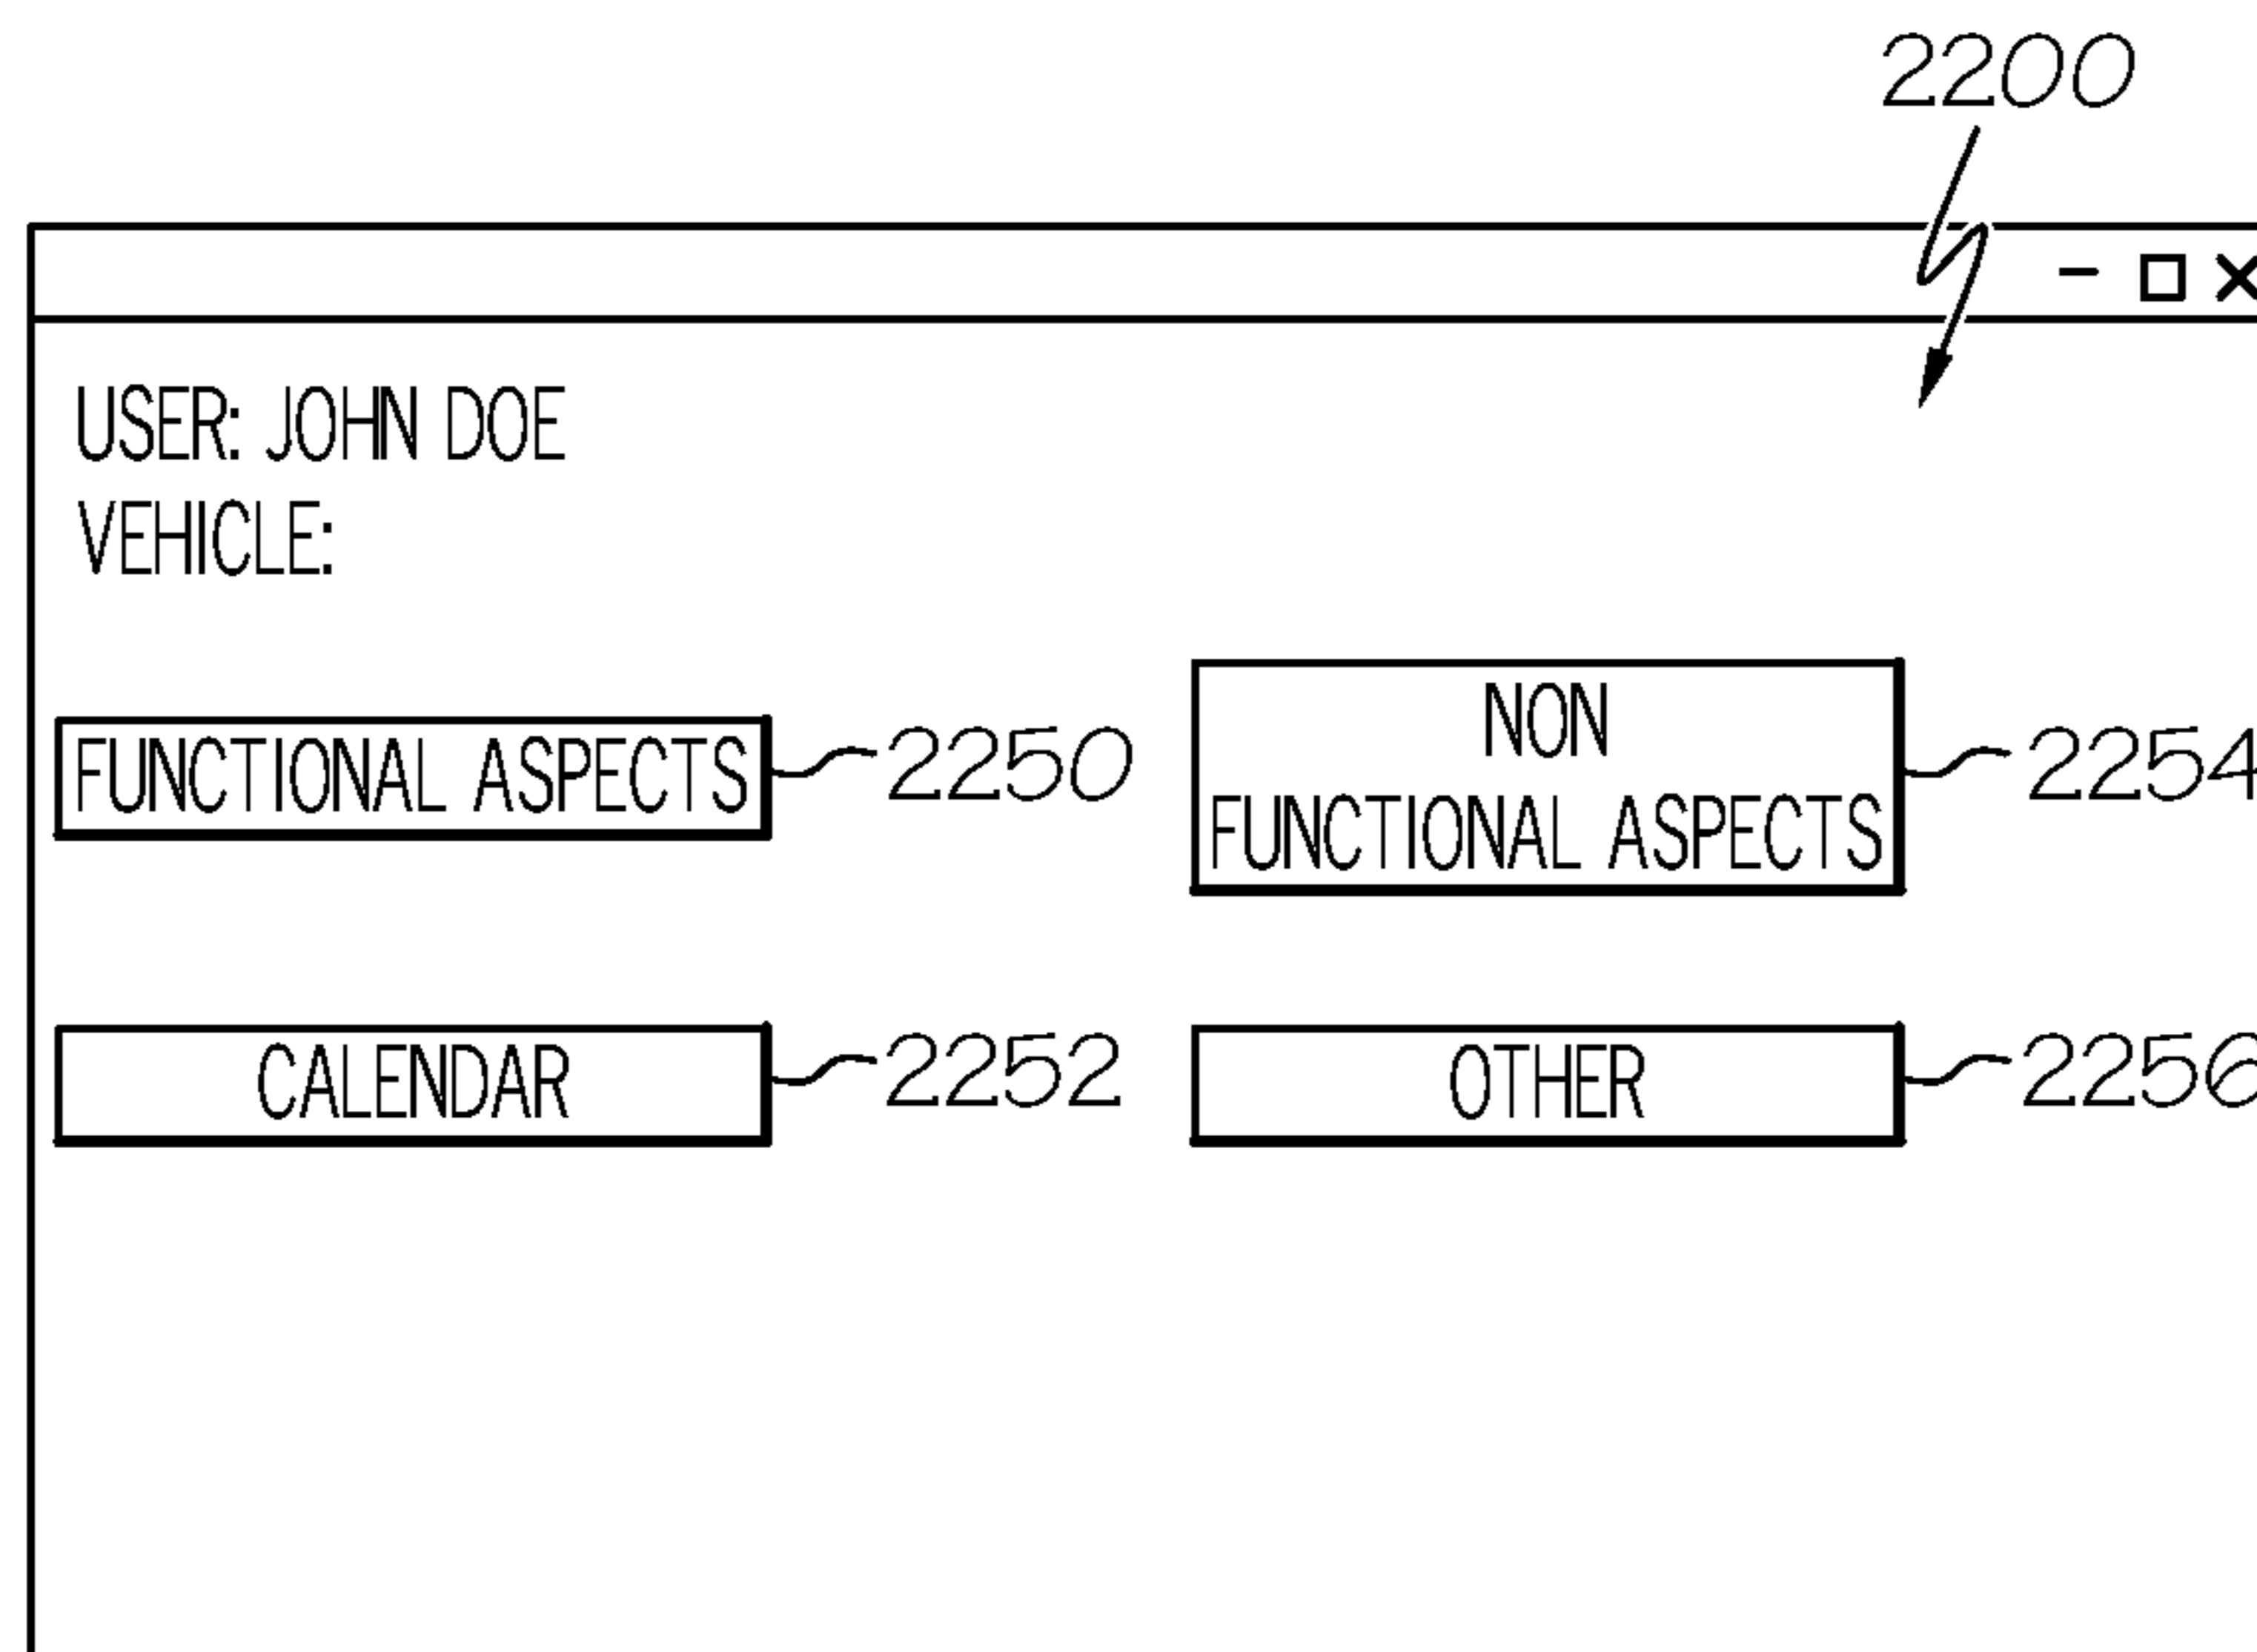 2200
USER: JOHN DOE
VEHICLE:
FUNCTIONAL ASPECTS
2250
NON
FUNCTIONAL ASPECTS
2254
CALENDAR
2252
OTHER
2256